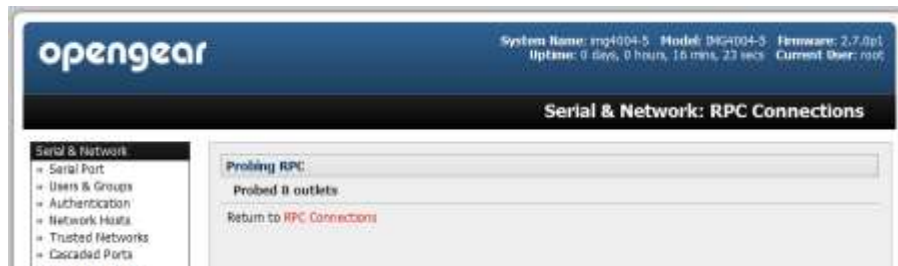 opengear
System Name: img4004-5 Model: IMG4004-5 Firmware: 2.7.0p1
Uptime: 0 days, 0 hours, 16 mins, 23 secs Current User: root
Serial & Network: RPC Connections
Serial & Network
» Serial Port
» Users & Groups
» Authentication
» Network Hosts
» Trusted Networks
» Cascaded Ports
Probing RPC
Probed 8 outlets
Return to RPC Connections